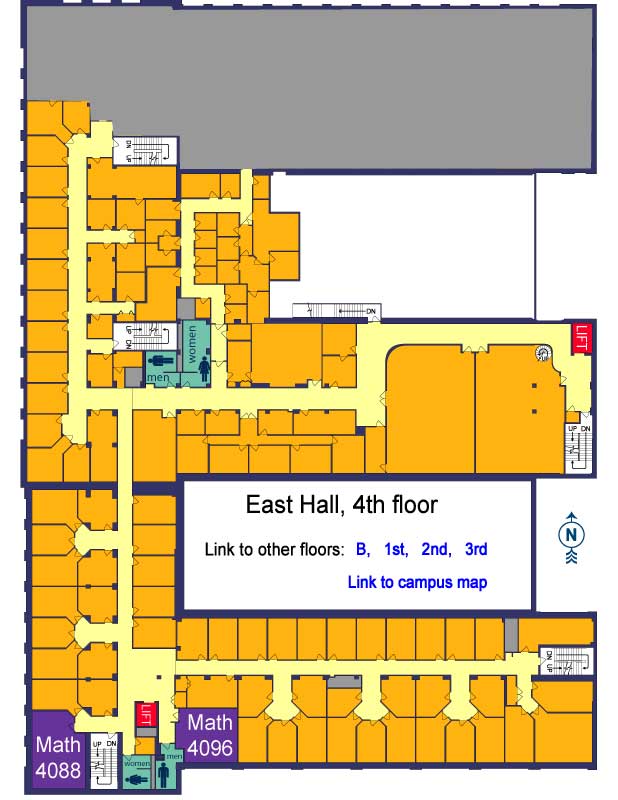 DN
UP
DN
women
UP
DN
men
LIFT
UP DN
East Hall, 4th floor
Link to other floors: B, 1st, 2nd, 3rd
Link to campus map
N
DN
UP
LIFT
Math
4096
Math
4088
UP DN
women
men